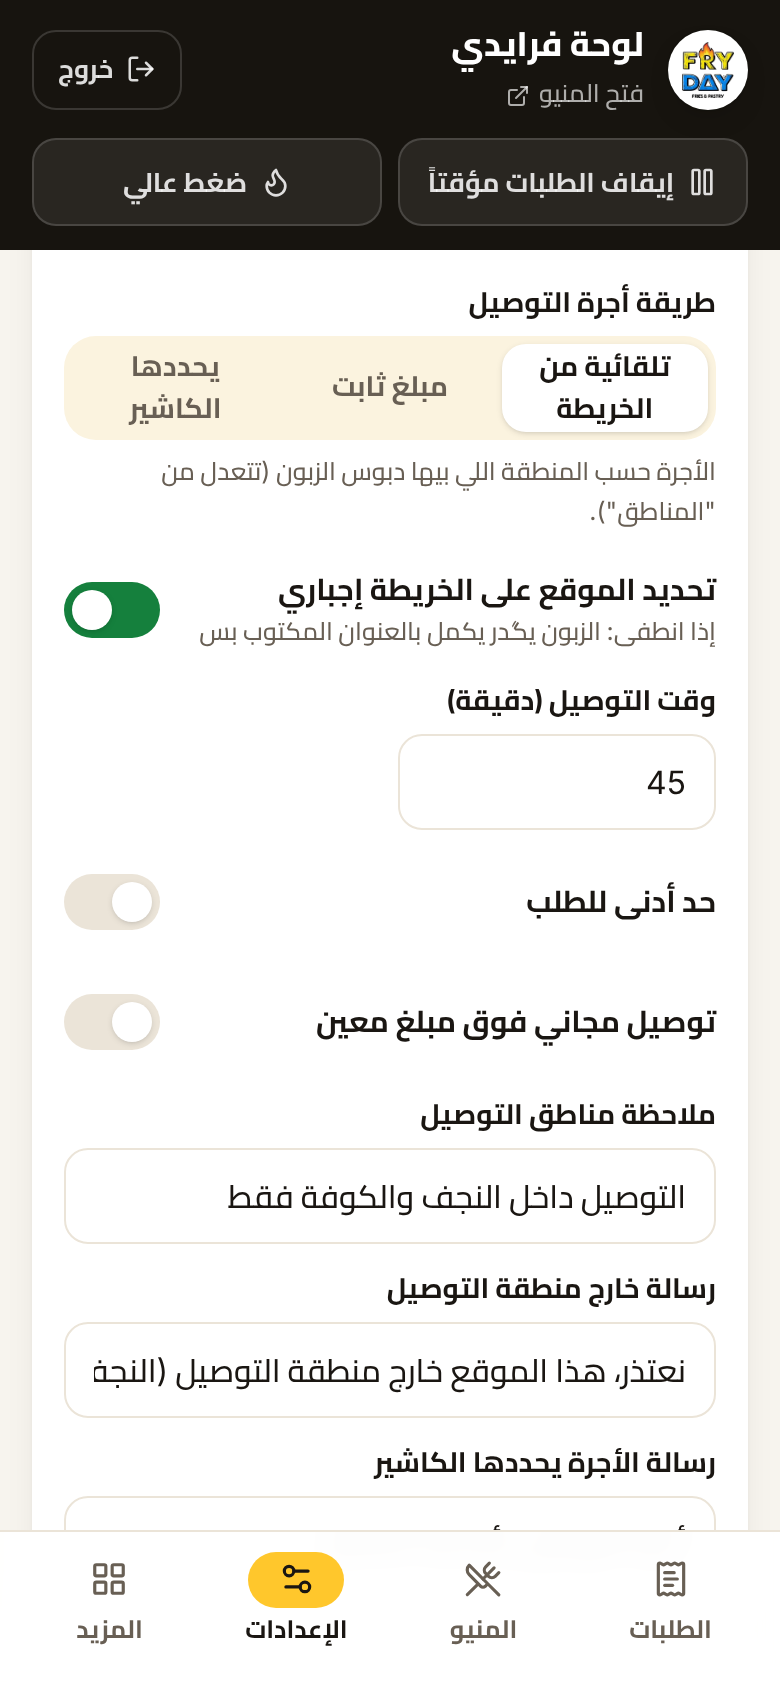 FRY
DAY
FRIES & PASTRY
لوحة فرايدي
فتح المنيو
خروج
إيقاف الطلبات مؤقتاً
ضغط عالي
طريقة أجرة التوصيل
تلقائية من
الخريطة
مبلغ ثابت
يحددها
الكاشير
الأجرة حسب المنطقة اللي بيها دبوس الزبون (تتعدل من
"المناطق").
تحديد الموقع على الخريطة إجباري
إذا انطفى: الزبون يگدر يكمل بالعنوان المكتوب بس
وقت التوصيل (دقيقة)
45
حد أدنى للطلب
توصيل مجاني فوق مبلغ معين
ملاحظة مناطق التوصيل
التوصيل داخل النجف والكوفة فقط
رسالة خارج منطقة التوصيل
نعتذر، هذا الموقع خارج منطقة التوصيل (النجف
رسالة الأجرة يحددها الكاشير
الطلبات
المنيو
الإعدادات
المزيد